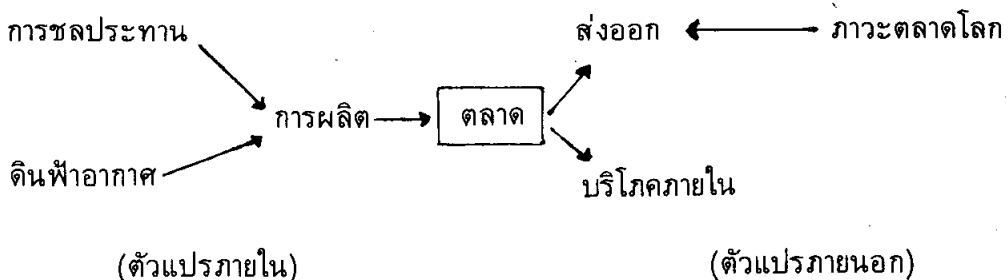 การชลประทาน
ส่งออก
ภาวะตลาดโลก
การผลิต
ตลาด
ดินฟ้าอากาศ
บริโภคภายใน
(ตัวแปรภายใน)
(ตัวแปรภายนอก)